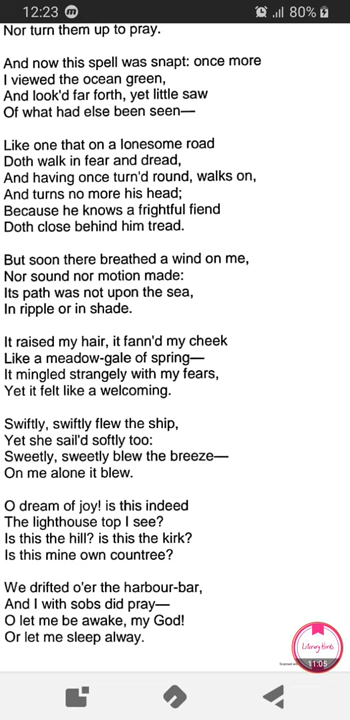 12:23 m 80%
Nor turn them up to pray.
And now this spell was snapt: once more
I viewed the ocean green,
And look'd far forth, yet little saw
Of what had else been seen—
Like one that on a lonesome road
Doth walk in fear and dread,
And having once turn'd round, walks on,
And turns no more his head;
Because he knows a frightful fiend
Doth close behind him tread.
But soon there breathed a wind on me,
Nor sound nor motion made:
Its path was not upon the sea,
In ripple or in shade.
It raised my hair, it fann'd my cheek
Like a meadow-gale of spring—
It mingled strangely with my fears,
Yet it felt like a welcoming.
Swiftly, swiftly flew the ship,
Yet she sail'd softly too:
Sweetly, sweetly blew the breeze—
On me alone it blew.
O dream of joy! is this indeed
The lighthouse top I see?
Is this the hill? is this the kirk?
Is this mine own countree?
We drifted o'er the harbour-bar,
And I with sobs did pray—
O let me be awake, my God!
Or let me sleep alway.
Literary Birds
11:05